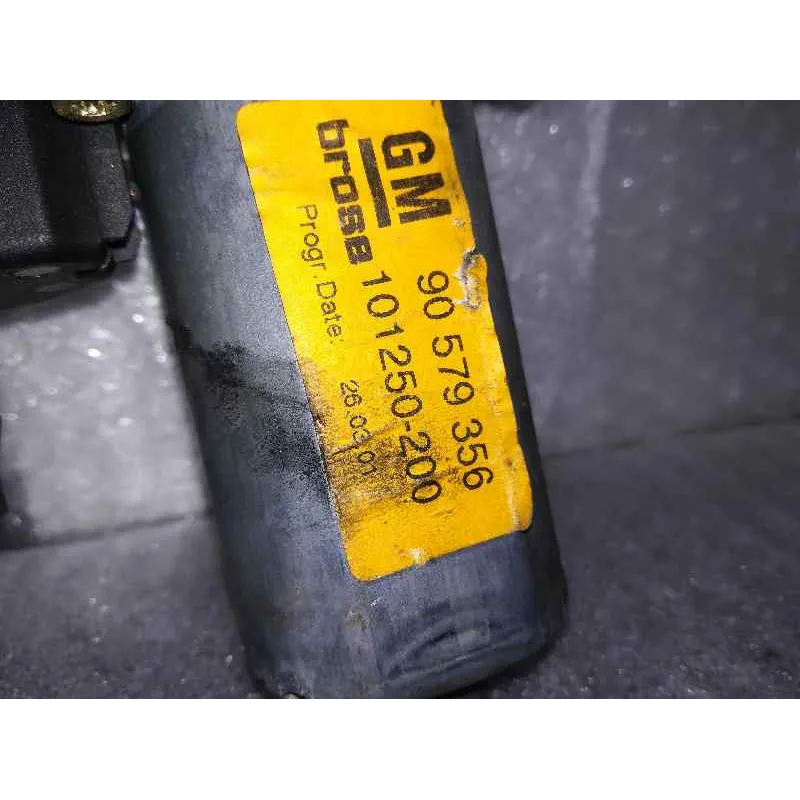 GM 90 579 356
brose 101250-200
Progr.Date: 26.03.01